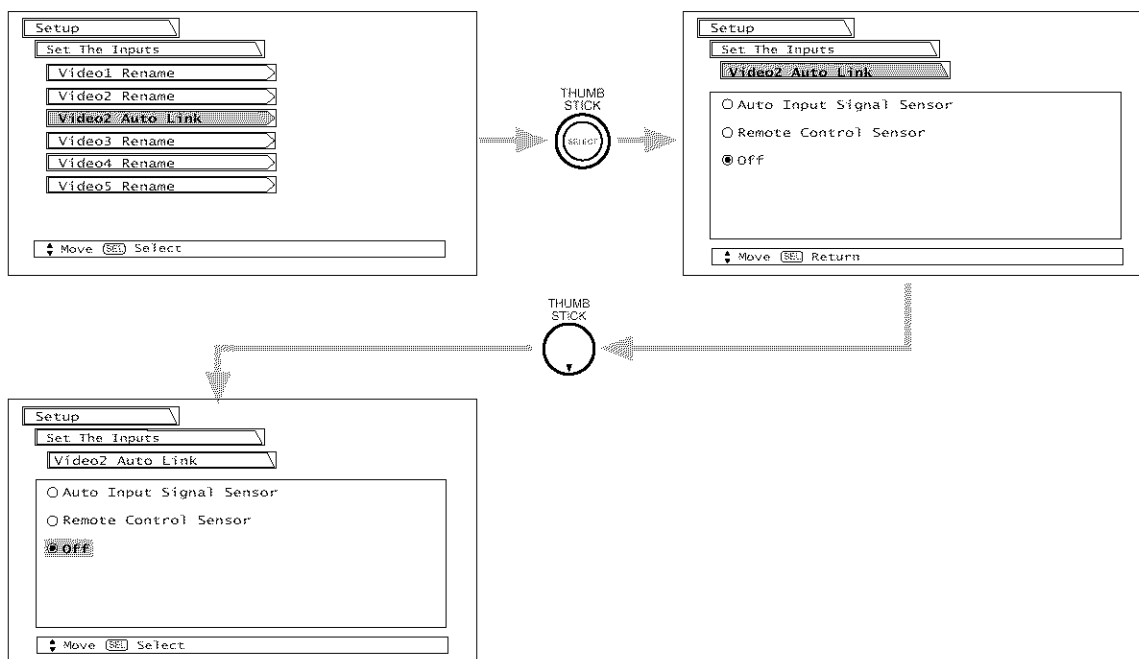 Setup
Set The Inputs
Video1 Rename
Video2 Rename
Video2 Auto Link
Video3 Rename
Video4 Rename
Video5 Rename
Move SEL Select
THUMB
STICK
SELECT
Setup
Set The Inputs
Video2 Auto Link
Auto Input Signal Sensor
Remote Control Sensor
Off
Move SEL Return
THUMB
STICK
Setup
Set The Inputs
Video2 Auto Link
Auto Input Signal Sensor
Remote Control Sensor
Off
Move SEL Select